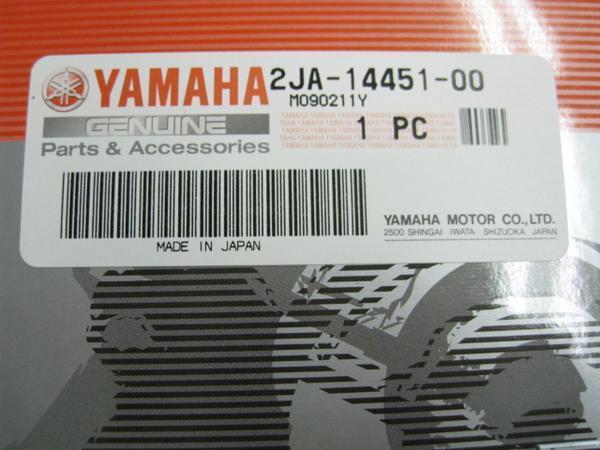 YAMAHA 2JA-14451-00
M090211Y
GENUINE
1 PC
Parts & Accessories
YAMAHA MOTOR CO., LTD.
2500 SHINGAI IWATA SHIZUOKA JAPAN
MADE IN JAPAN